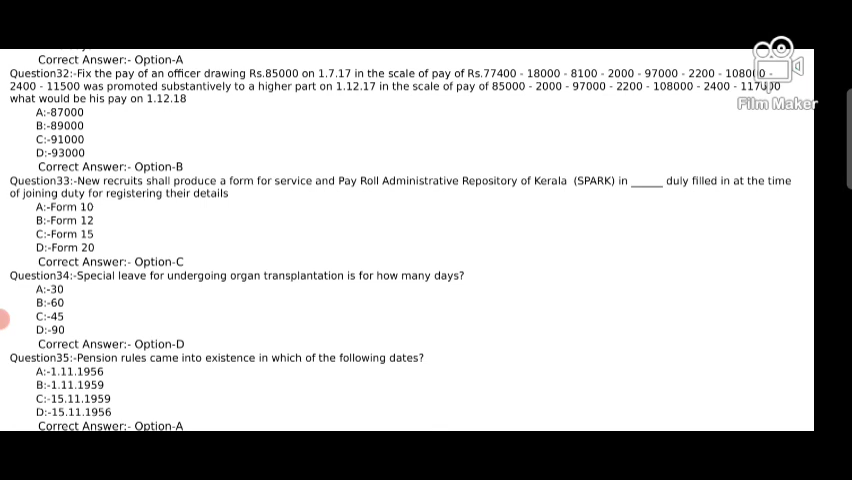 Correct Answer:- Option-A
Question32:-Fix the pay of an officer drawing Rs.85000 on 1.7.17 in the scale of pay of Rs.77400 - 18000 - 8100 - 2000 - 97000 - 2200 - 108000 -
2400 - 11500 was promoted substantively to a higher part on 1.12.17 in the scale of pay of 85000 - 2000 - 97000 - 2200 - 108000 - 2400 - 117000
what would be his pay on 1.12.18
A:-87000
B:-89000
C:-91000
D:-93000
Correct Answer:- Option-B
Question33:-New recruits shall produce a form for service and Pay Roll Administrative Repository of Kerala (SPARK) in ______ duly filled in at the time
of joining duty for registering their details
A:-Form 10
B:-Form 12
C:-Form 15
D:-Form 20
Correct Answer:- Option-C
Question34:-Special leave for undergoing organ transplantation is for how many days?
A:-30
B:-60
C:-45
D:-90
Correct Answer:- Option-D
Question35:-Pension rules came into existence in which of the following dates?
A:-1.11.1956
B:-1.11.1959
C:-15.11.1959
D:-15.11.1956
Correct Answer:- Option-A
Film Maker